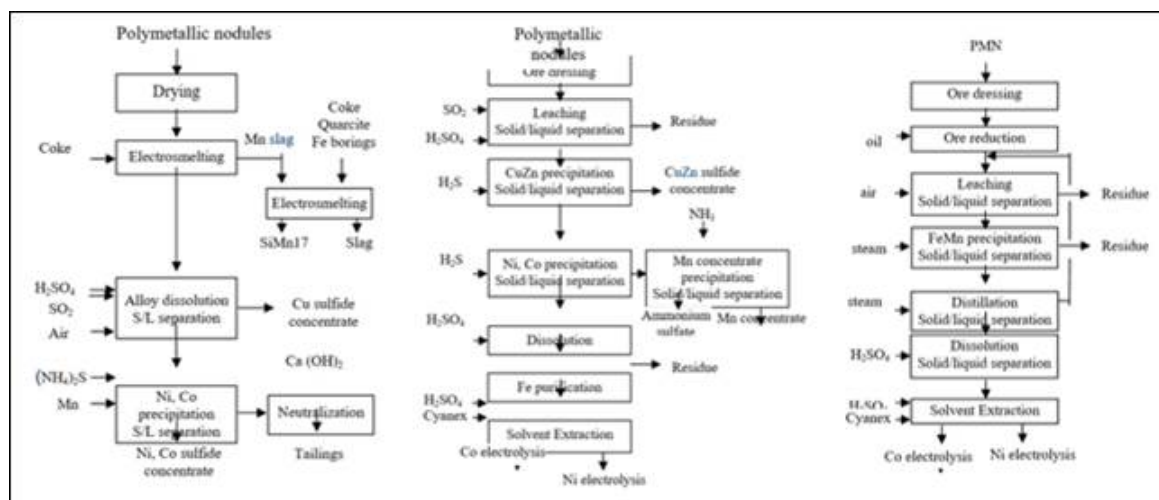 Polymetallic nodules
Drying
Coke
Electrosmelting
Mn slag
Coke
Quarcite
Fe borings
Electrosmelting
SiMn17
Slag
H2SO4
SO2
Air
Alloy dissolution
S/L separation
Cu sulfide
concentrate
Ca (OH)2
(NH4)2S
Mn
Ni, Co
precipitation
S/L separation
Neutralization
Ni, Co sulfide
concentrate
Tailings
Polymetallic
nodules
Ore dressing
SO2
H2SO4
Leaching
Solid/liquid separation
Residue
H2S
CuZn precipitation
Solid/liquid separation
CuZn sulfide
concentrate
NH3
H2S
Ni, Co precipitation
Solid/liquid separation
Mn concentrate
precipitation
Solid/liquid separation
Ammonium
sulfate
Mn concentrate
H2SO4
Dissolution
Residue
Fe purification
H2SO4
Cyanex
Solvent Extraction
Co electrolysis
Ni electrolysis
PMN
Ore dressing
oil
Ore reduction
air
Leaching
Solid/liquid separation
Residue
steam
FeMn precipitation
Solid/liquid separation
Residue
steam
Distillation
Solid/liquid separation
H2SO4
Dissolution
Solid/liquid separation
H2SO4
Cyanex
Solvent Extraction
Co electrolysis
Ni electrolysis